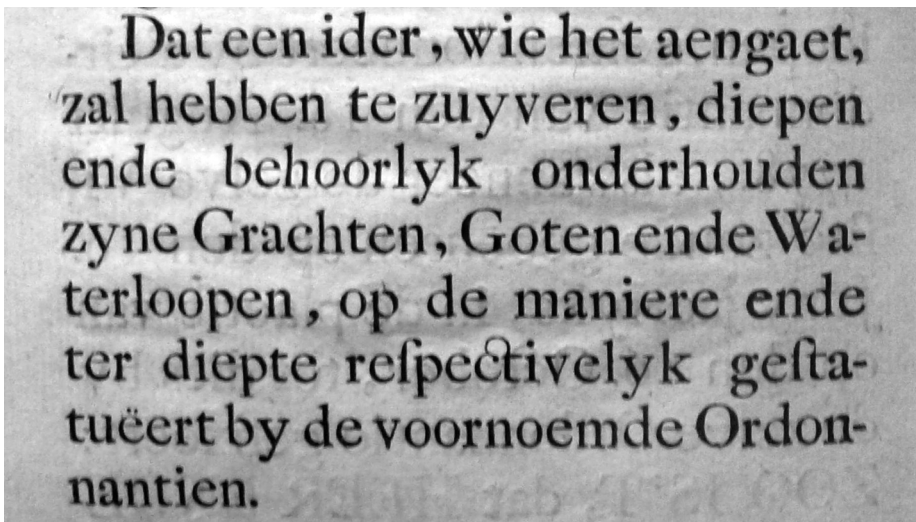 Dat een ider, wie het aengaet,
zal hebben te zuyveren, diepen
ende behoorlyk onderhouden
zyne Grachten, Goten ende Wa-
terloopen, op de maniere ende
ter diepte reſpectivelyk geſta-
tuëert by de voornoemde Ordon-
nantien.